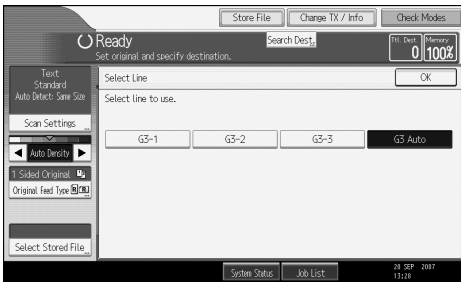 Store File
Change TX / Info
Check Modes
Ready
Search Dest.
Set original and specify destination.
Ttl. Dest. 0
Memory 100%
Text
Standard
Auto Detect: Same Size
Scan Settings
Auto Density
1 Sided Original
Original Feed Type
Select Stored File
Select Line
OK
Select line to use.
G3-1
G3-2
G3-3
G3 Auto
System Status
Job List
20 SEP 2007
13:28